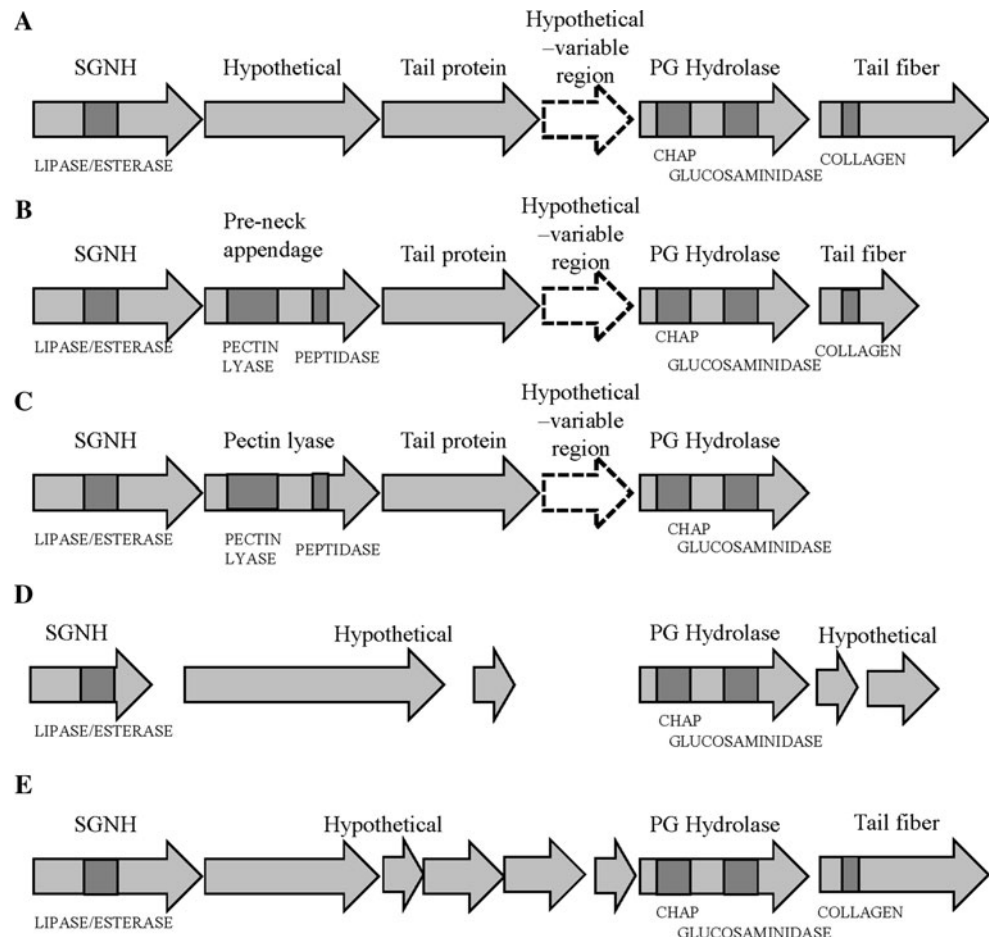 A
Hypothetical
–variable
region
SGNH
Hypothetical
Tail protein
PG Hydrolase
Tail fiber
LIPASE/ESTERASE
CHAP
GLUCOSAMINIDASE
COLLAGEN
B
Pre-neck
appendage
Hypothetical
–variable
region
SGNH
Tail protein
PG Hydrolase
Tail fiber
LIPASE/ESTERASE
PECTIN
LYASE
PEPTIDASE
CHAP
GLUCOSAMINIDASE
COLLAGEN
C
Hypothetical
–variable
region
SGNH
Pectin lyase
Tail protein
PG Hydrolase
LIPASE/ESTERASE
PECTIN
LYASE
PEPTIDASE
CHAP
GLUCOSAMINIDASE
D
SGNH
Hypothetical
PG Hydrolase
Hypothetical
LIPASE/ESTERASE
CHAP
GLUCOSAMINIDASE
E
SGNH
Hypothetical
PG Hydrolase
Tail fiber
LIPASE/ESTERASE
CHAP
GLUCOSAMINIDASE
COLLAGEN